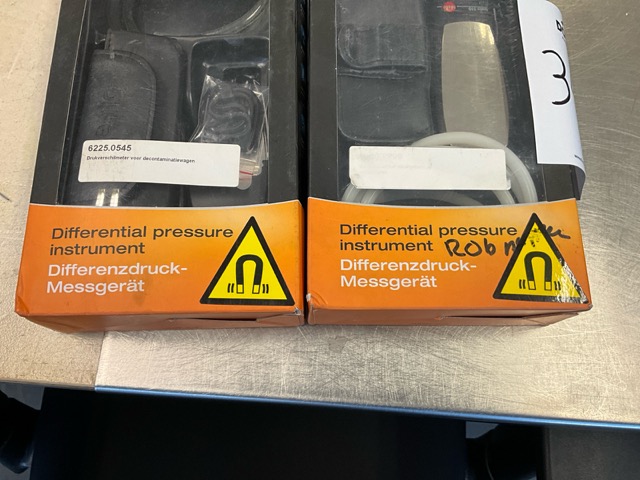 6225.0545
Drukverschilmeter voor decontaminatiewagen
Differential pressure
instrument
Differenzdruck-
Messgerät
3
Differential pressure
instrument
Rob
Differenzdruck-
Messgerät